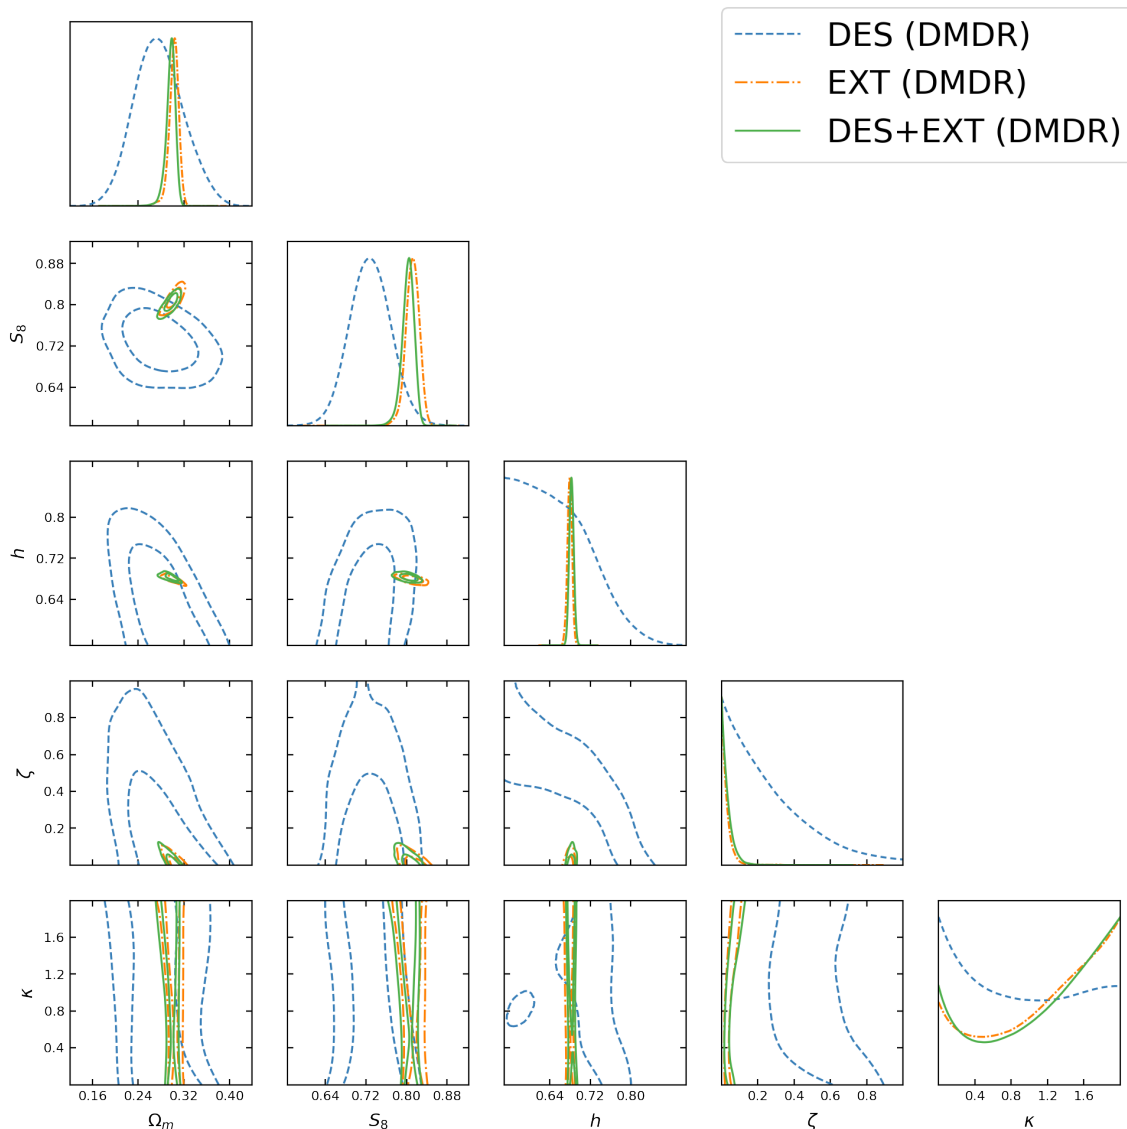 DES (DMDR)
EXT (DMDR)
DES+EXT (DMDR)
0.88
0.8
0.72
0.64
S₈
0.8
0.72
0.64
h
0.8
0.6
0.4
0.2
ζ
1.6
1.2
0.8
0.4
κ
0.16 0.24 0.32 0.40
0.64 0.72 0.80 0.88
0.64 0.72 0.80
0.2 0.4 0.6 0.8
0.4 0.8 1.2 1.6
Ωₘ
S₈
h
ζ
κ